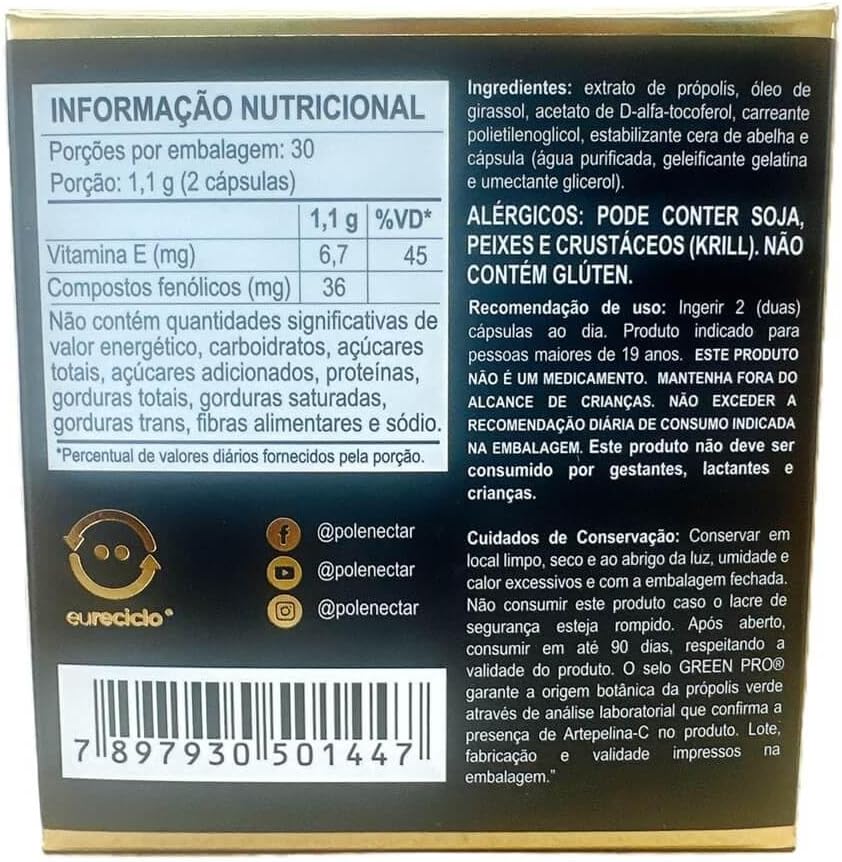 INFORMAÇÃO NUTRICIONAL
Porções por embalagem: 30
Porção: 1,1 g (2 cápsulas)
1,1 g %VD*
Vitamina E (mg) 6,7 45
Compostos fenólicos (mg) 36
Não contém quantidades significativas de
valor energético, carboidratos, açúcares
totais, açúcares adicionados, proteínas,
gorduras totais, gorduras saturadas,
gorduras trans, fibras alimentares e sódio.
*Percentual de valores diários fornecidos pela porção.
eureciclo
@polenectar
@polenectar
@polenectar
7 897930 501447
Ingredientes: extrato de própolis, óleo de
girassol, acetato de D-alfa-tocoferol, carreante
polietilenoglicol, estabilizante cera de abelha e
cápsula (água purificada, geleificante gelatina
e umectante glicerol).
ALÉRGICOS: PODE CONTER SOJA,
PEIXES E CRUSTÁCEOS (KRILL). NÃO
CONTÉM GLÚTEN.
Recomendação de uso: Ingerir 2 (duas)
cápsulas ao dia. Produto indicado para
pessoas maiores de 19 anos. ESTE PRODUTO
NÃO É UM MEDICAMENTO. MANTENHA FORA DO
ALCANCE DE CRIANÇAS. NÃO EXCEDER A
RECOMENDAÇÃO DIÁRIA DE CONSUMO INDICADA
NA EMBALAGEM. Este produto não deve ser
consumido por gestantes, lactantes e
crianças.
Cuidados de Conservação: Conservar em
local limpo, seco e ao abrigo da luz, umidade e
calor excessivos e com a embalagem fechada.
Não consumir este produto caso o lacre de
segurança esteja rompido. Após aberto,
consumir em até 90 dias, respeitando a
validade do produto. O selo GREEN PRO®
garante a origem botânica da própolis verde
através de análise laboratorial que confirma a
presença de Artepelina-C no produto. Lote,
fabricação e validade impressos na
embalagem."